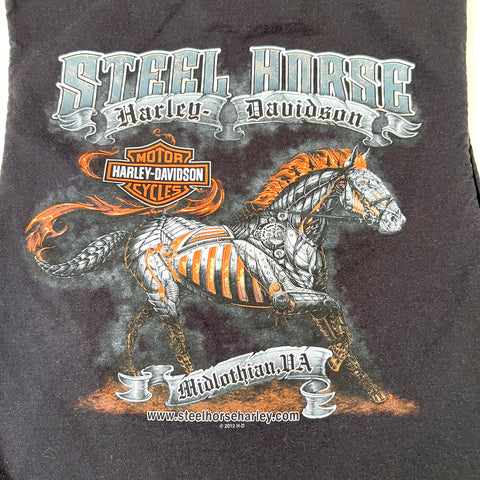 STEEL HORSE
Harley-Davidson
MOTOR
HARLEY-DAVIDSON
CYCLES
Midlothian, VA
www.steelhorseharley.com
© 2012 H-D